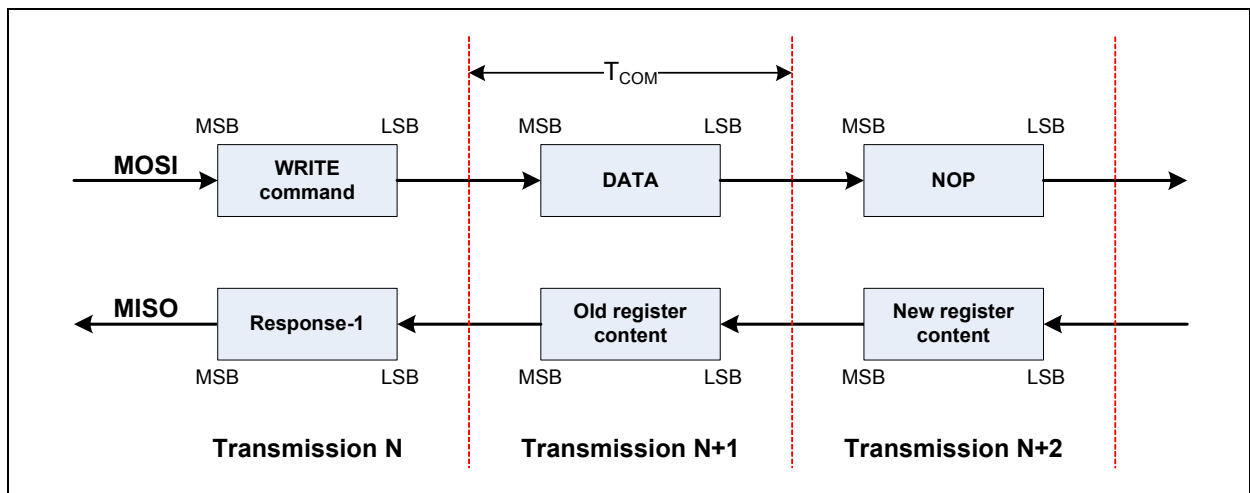 TCOM
MSB LSB MSB LSB MSB LSB
MOSI WRITE command DATA NOP
MISO Response-1 Old register content New register content
MSB LSB MSB LSB MSB LSB
Transmission N Transmission N+1 Transmission N+2